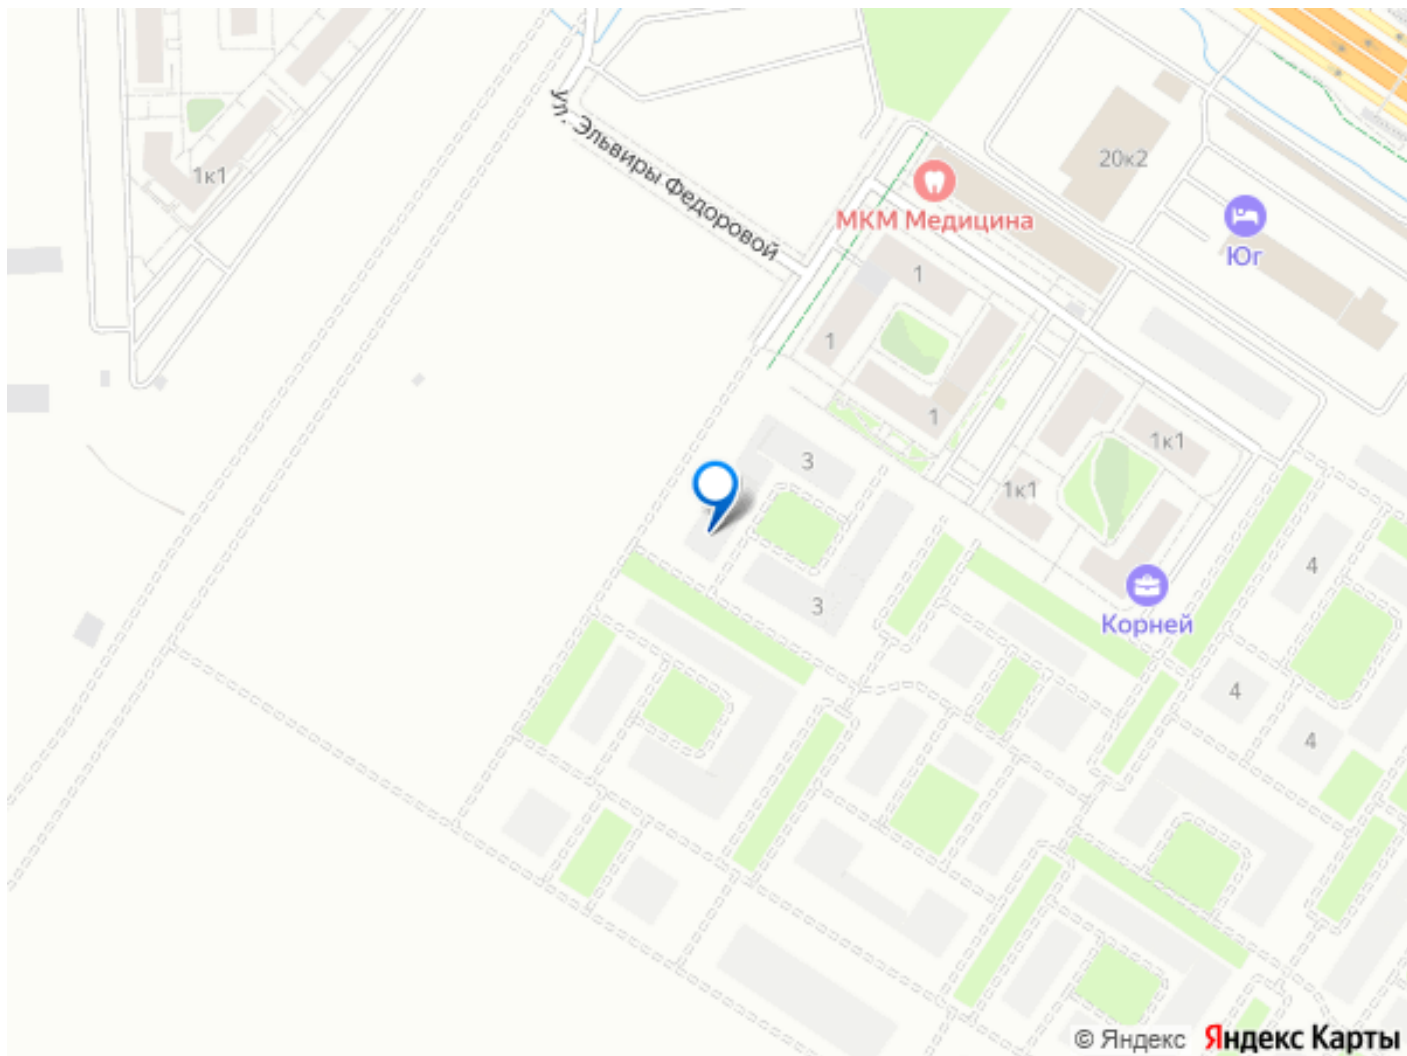 ул. Эльвиры Федоровой
1к1
20к2
МКМ Медицина
Юг
1
1
1
1к1
1к1
3
3
Корней
4
4
4
© Яндекс Яндекс Карты